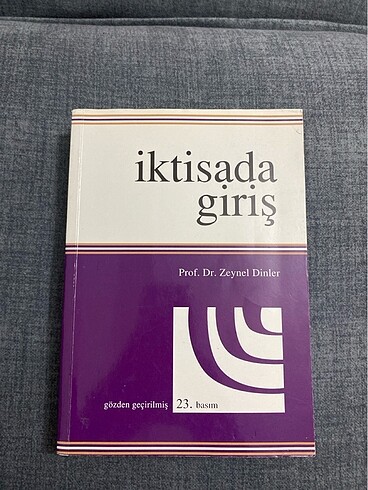 iktisada
giriş
Prof. Dr. Zeynel Dinler
gözden geçirilmiş 23. basım